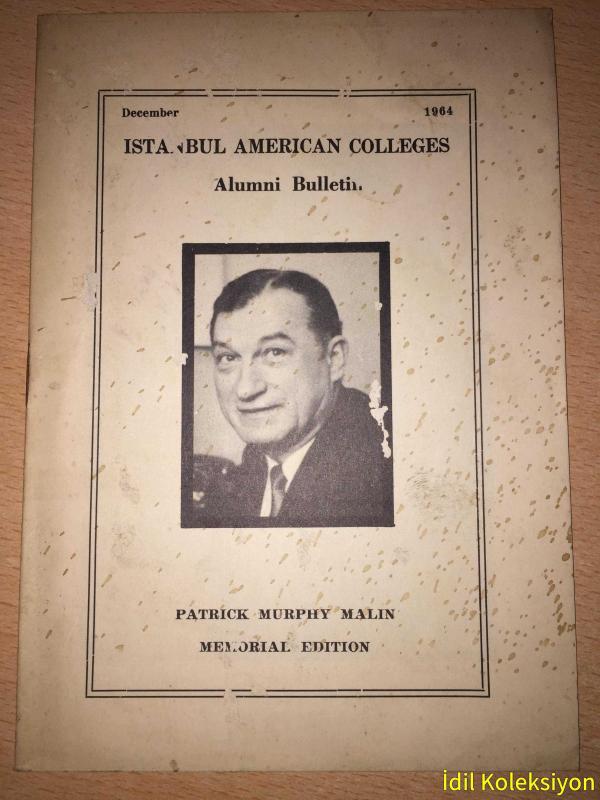 December 1964
ISTANBUL AMERICAN COLLEGES
Alumni Bulletin
PATRICK MURPHY MALIN
MEMORIAL EDITION
İdil Koleksiyon